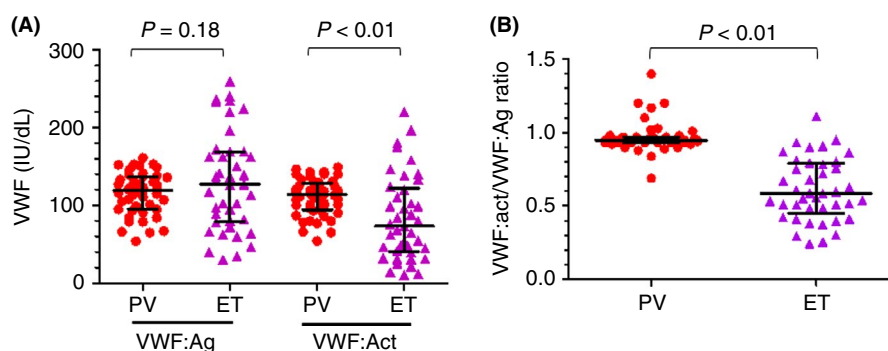 (A)
P = 0.18
P < 0.01
300
200
100
0
VWF (IU/dL)
PV
ET
PV
ET
VWF:Ag
VWF:Act
(B)
P < 0.01
1.5
1.0
0.5
0.0
VWF:act/VWF:Ag ratio
PV
ET